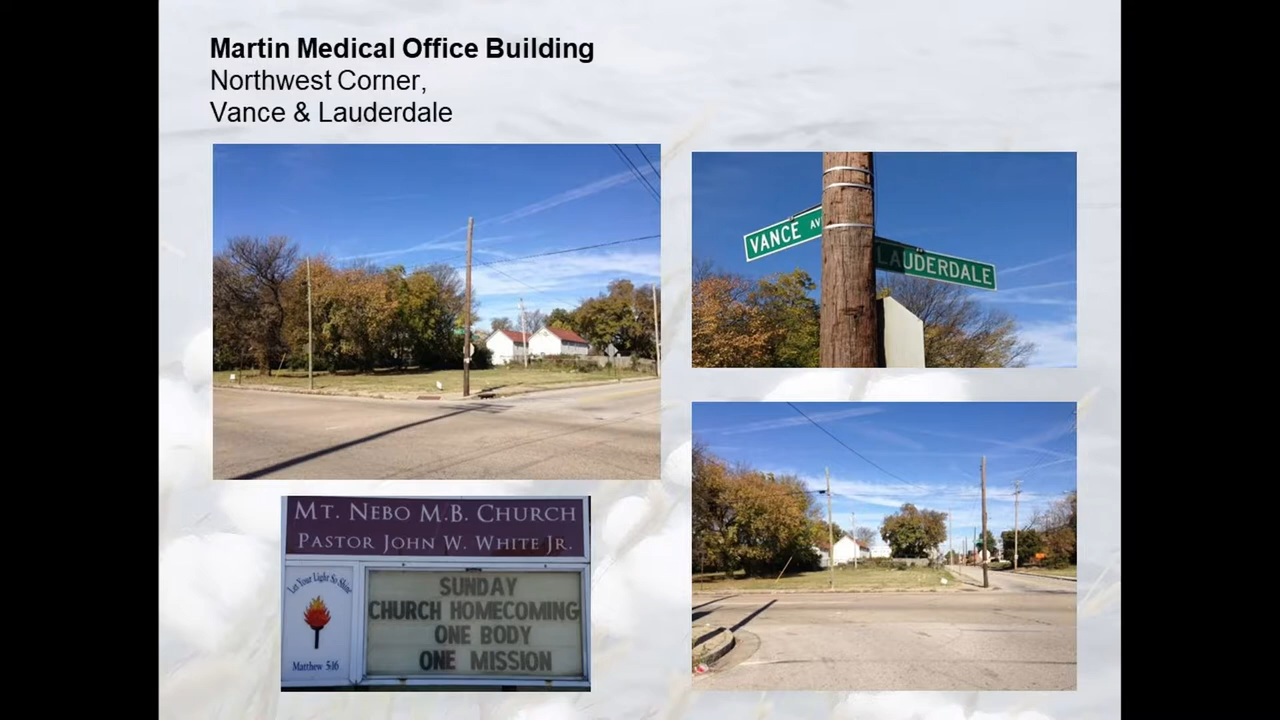 Martin Medical Office Building
Northwest Corner,
Vance & Lauderdale
VANCE AV
LAUDERDALE
MT. NEBO M.B. CHURCH
PASTOR JOHN W. WHITE JR.
Let Your Light So Shine
Matthew 5:16
SUNDAY
CHURCH HOMECOMING
ONE BODY
ONE MISSION